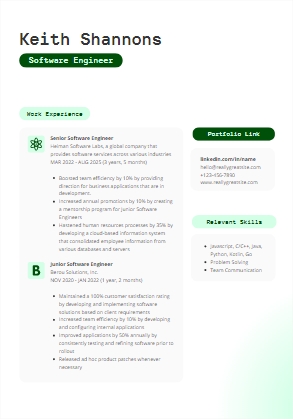 Keith Shannons
Software Engineer
Work Experience
Senior Software Engineer
Heiman Software Labs, a global company that
provides software services across various industries
MAR 2022 - AUG 2025 (3 years, 5 months)
Boosted team efficiency by 10% by providing
direction for business applications that are in
development.
Increased annual promotions by 10% by creating
a mentorship program for Junior Software
Engineers
Hastened human resources processes by 35% by
developing a cloud-based information system
that consolidated employee information from
various databases and servers
B
Junior Software Engineer
Berou Solutions, Inc.
NOV 2020 - JAN 2022 (1 year, 2 months)
Maintained a 100% customer satisfaction rating
by developing and implementing software
solutions based on client requirements
Increased team efficiency by 10% by developing
and configuring internal applications
Improved applications by 50% annually by
consistently testing and refining software prior to
rollout
Released ad hoc product patches whenever
necessary
Portfolio Link
linkedin.com/in/name
hello@reallygreatsite.com
+123-456-7890
www.reallygreatsite.com
Relevant Skills
Javascript, C/C++, Java,
Python, Kotlin, Go
Problem Solving
Team Communication